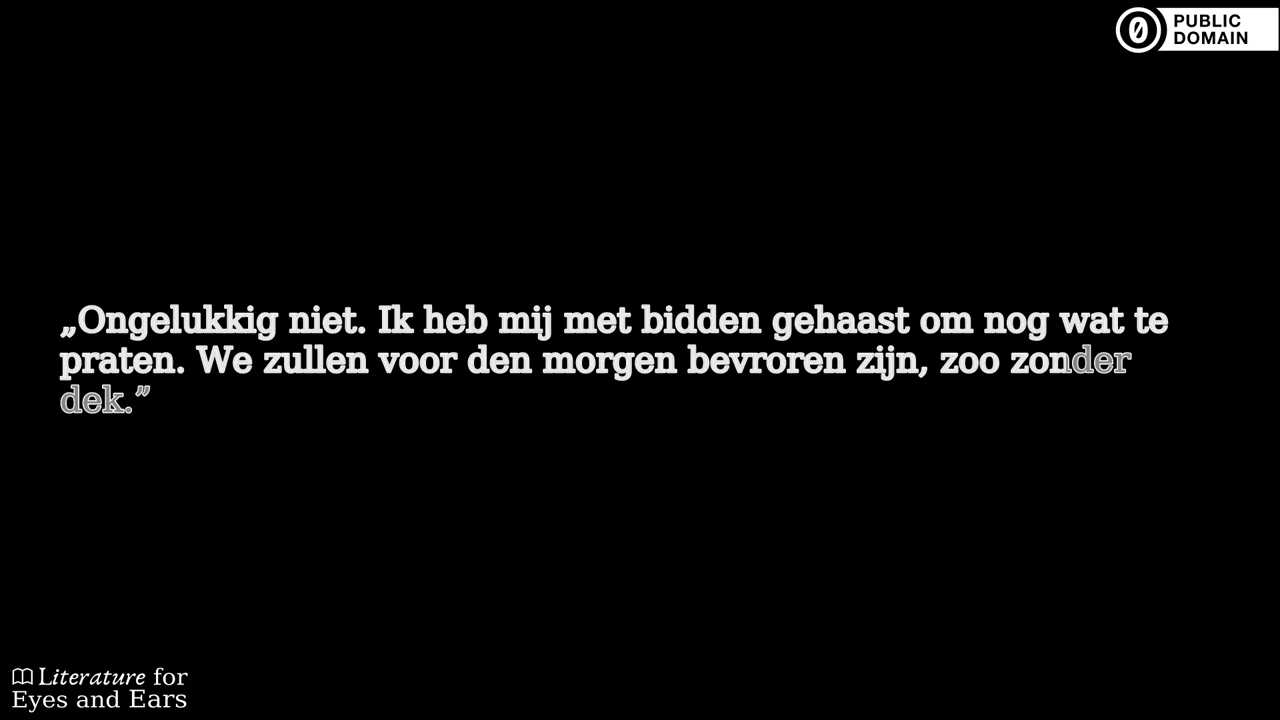 PUBLIC
DOMAIN
„Ongelukkig niet. Ik heb mij met bidden gehaast om nog wat te
praten. We zullen voor den morgen bevroren zijn, zoo zonder
dek.”
Literature for
Eyes and Ears